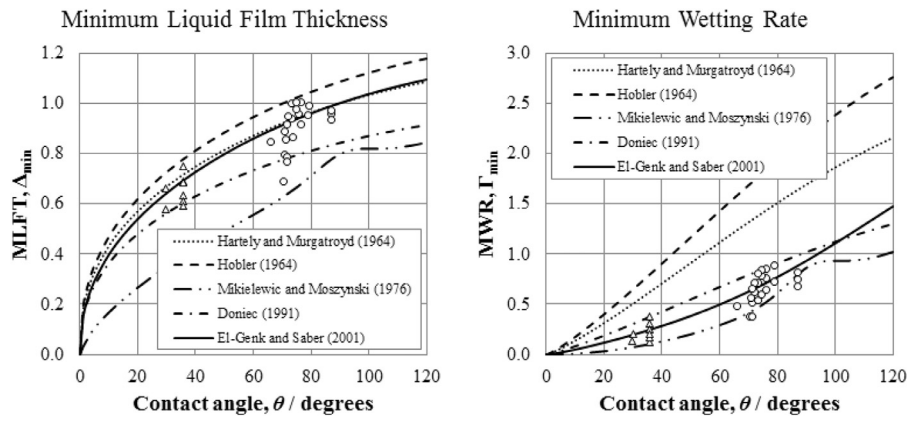 Minimum Liquid Film Thickness
MLFT, Δmin
1.2
1.0
0.8
0.6
0.4
0.2
0.0
Hartely and Murgatroyd (1964)
Hobler (1964)
Mikielewic and Moszynski (1976)
Doniec (1991)
El-Genk and Saber (2001)
0 20 40 60 80 100 120
Contact angle, θ / degrees
Minimum Wetting Rate
MWR, Γmin
3.0
2.5
2.0
1.5
1.0
0.5
0.0
Hartely and Murgatroyd (1964)
Hobler (1964)
Mikielewic and Moszynski (1976)
Doniec (1991)
El-Genk and Saber (2001)
0 20 40 60 80 100 120
Contact angle, θ / degrees